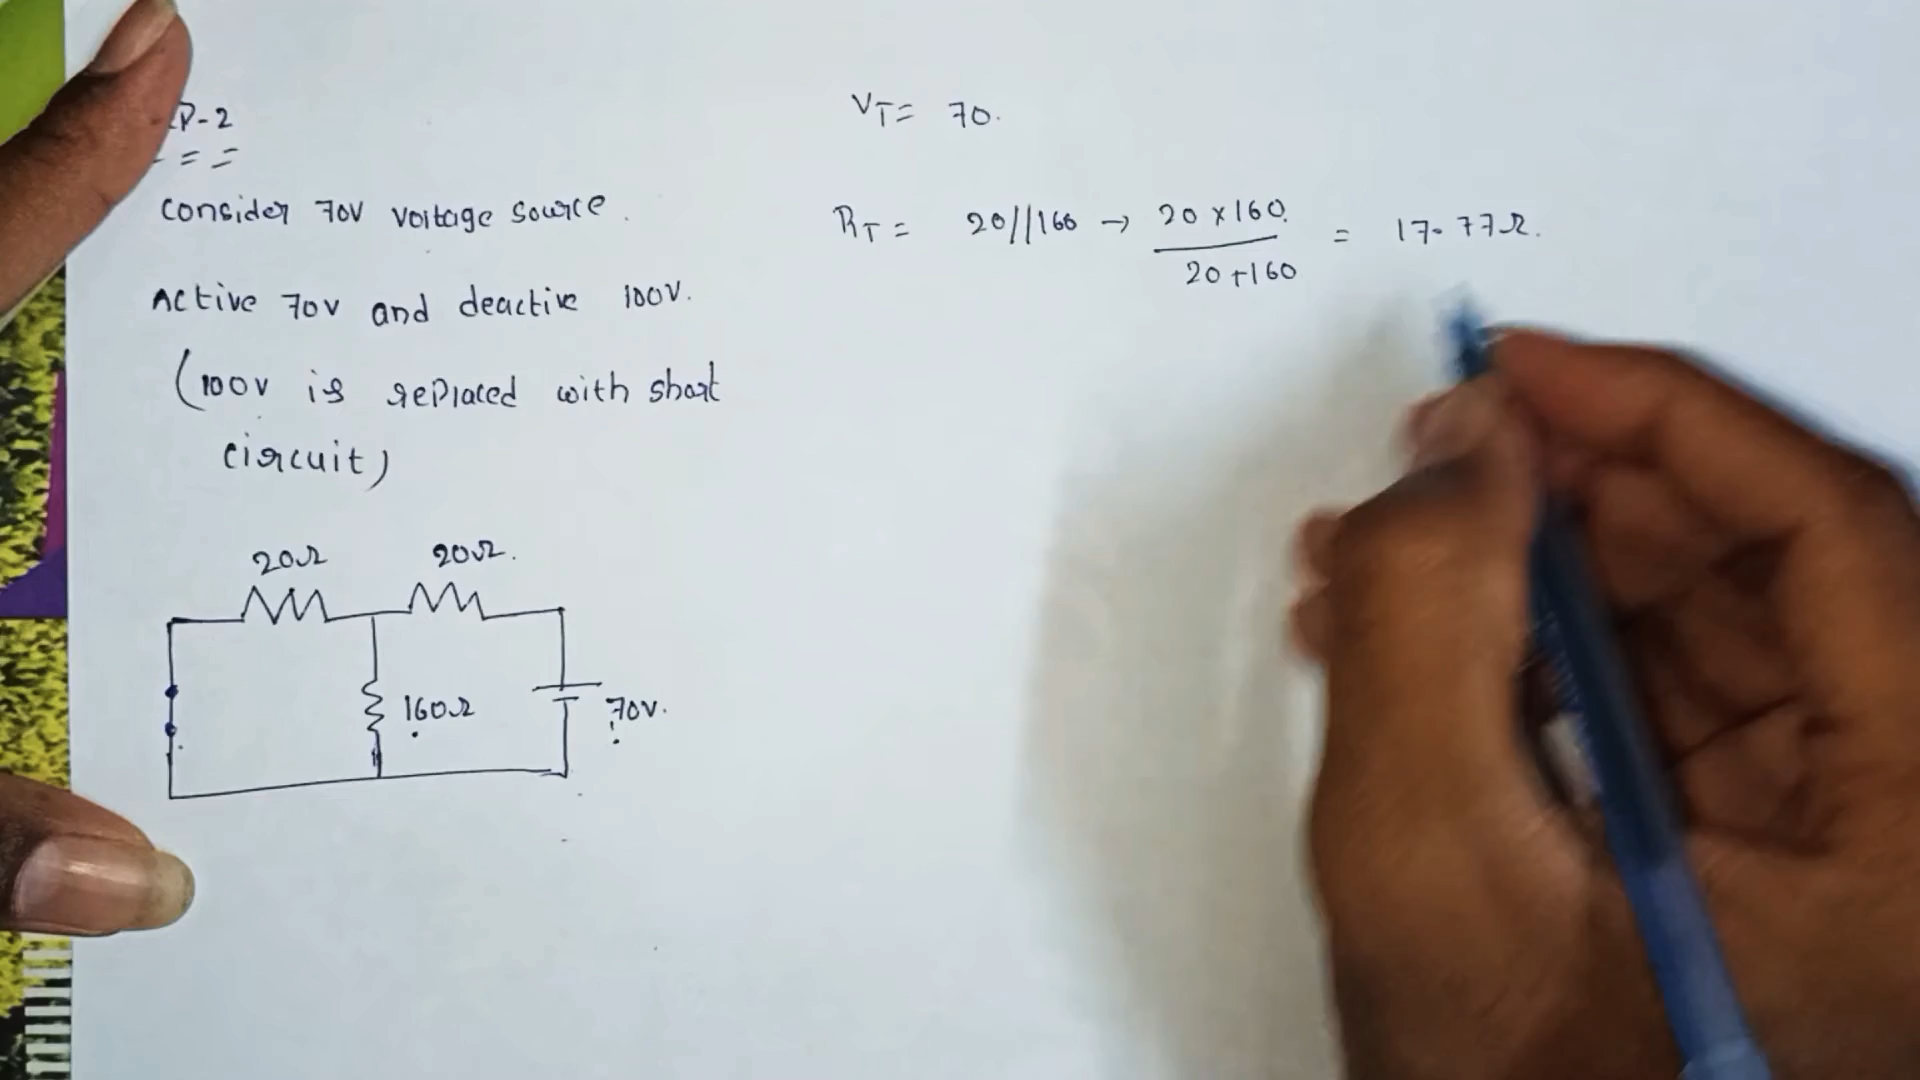 P-2
consider 70V voltage source.
Active 70v and deactive 100V.
(100v is replaced with short
circuit)
20Ω 20Ω.
160Ω 70v.
VT = 70.
RT = 20//160 → 20 x 160 / 20 + 160 = 17.77Ω.